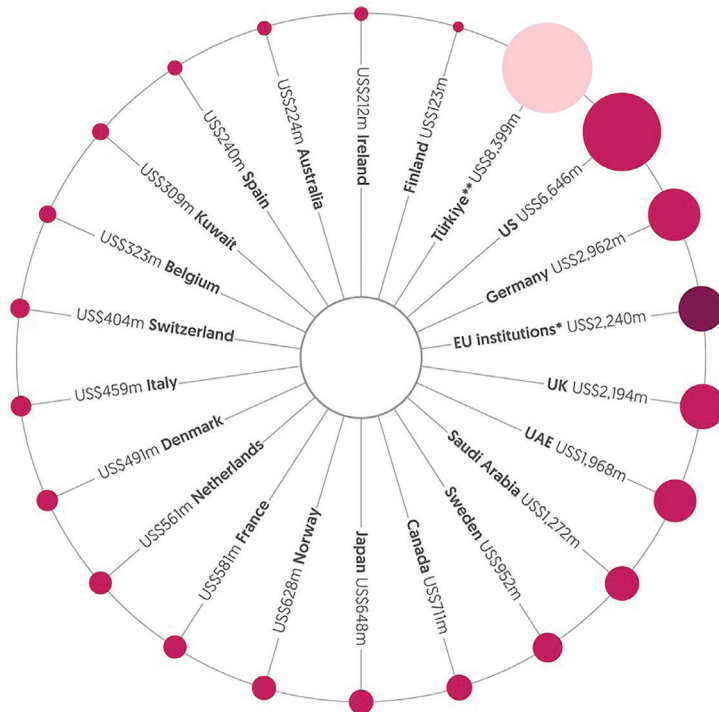 Türkiye** US$8,399m
US US$6,646m
Germany US$2,962m
EU institutions* US$2,240m
UK US$2,194m
UAE US$1,968m
Saudi Arabia US$1,272m
Sweden US$952m
Canada US$711m
Japan US$648m
US$628m Norway
US$581m France
US$561m Netherlands
US$491m Denmark
US$459m Italy
US$404m Switzerland
US$323m Belgium
US$309m Kuwait
US$240m Spain
US$224m Australia
US$212m Ireland
Finland US$123m